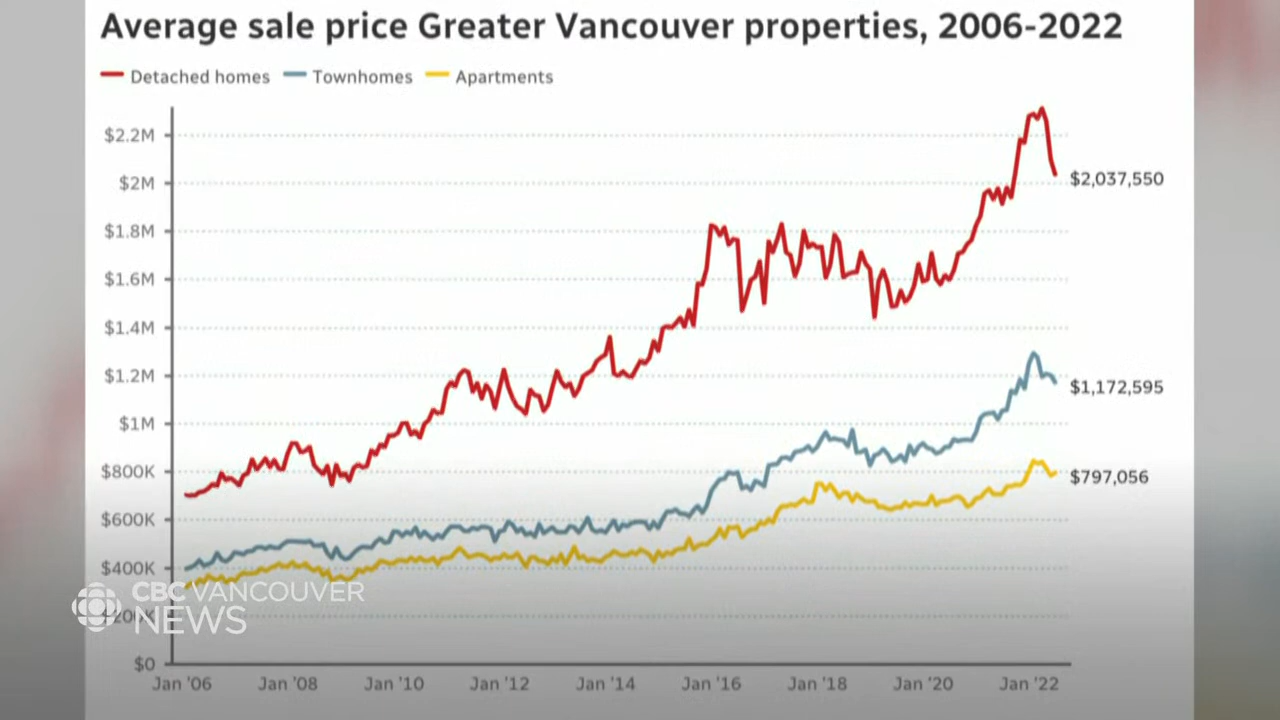 Average sale price Greater Vancouver properties, 2006-2022
Detached homes Townhomes Apartments
$2.2M
$2M
$2,037,550
$1.8M
$1.6M
$1.4M
$1.2M
$1,172,595
$1M
$800K
$797,056
$600K
$400K
CBC VANCOUVER
NEWS
$200K
$0
Jan '06 Jan '08 Jan '10 Jan '12 Jan '14 Jan '16 Jan '18 Jan '20 Jan '22